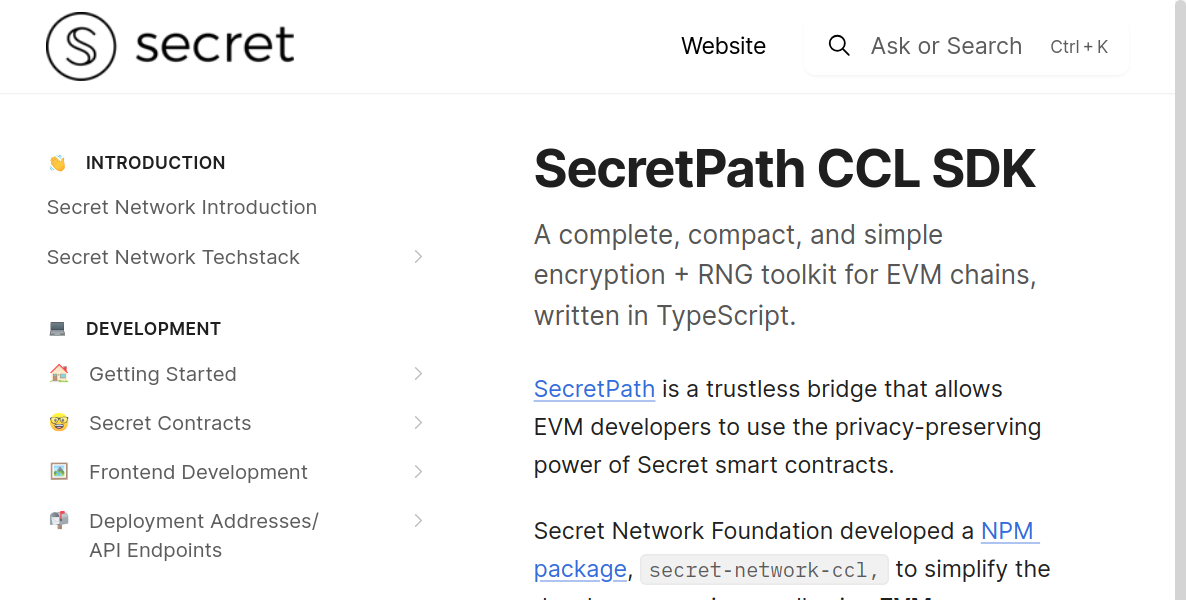 secret
Website
Ask or Search
Ctrl + K
INTRODUCTION
Secret Network Introduction
Secret Network Techstack
DEVELOPMENT
Getting Started
Secret Contracts
Frontend Development
Deployment Addresses/
API Endpoints
SecretPath CCL SDK
A complete, compact, and simple
encryption + RNG toolkit for EVM chains,
written in TypeScript.
SecretPath is a trustless bridge that allows
EVM developers to use the privacy-preserving
power of Secret smart contracts.
Secret Network Foundation developed a NPM
package, secret-network-ccl, to simplify the